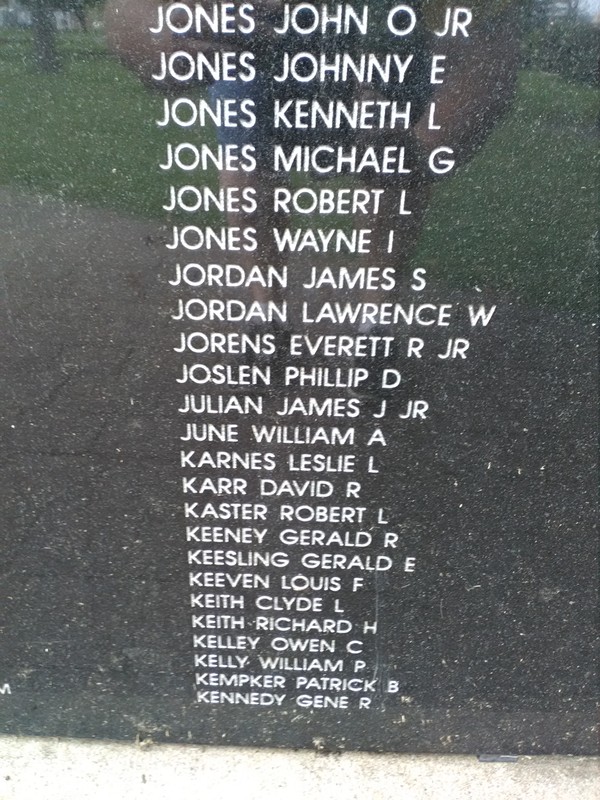 JONES JOHN O JR
JONES JOHNNY E
JONES KENNETH L
JONES MICHAEL G
JONES ROBERT L
JONES WAYNE I
JORDAN JAMES S
JORDAN LAWRENCE W
JORENS EVERETT R JR
JOSLEN PHILLIP D
JULIAN JAMES J JR
JUNE WILLIAM A
KARNES LESLIE L
KARR DAVID R
KASTER ROBERT L
KEENEY GERALD R
KEESLING GERALD E
KEEVEN LOUIS F
KEITH CLYDE L
KEITH RICHARD H
KELLEY OWEN C
KELLY WILLIAM P
KEMPKER PATRICK B
KENNEDY GENE R